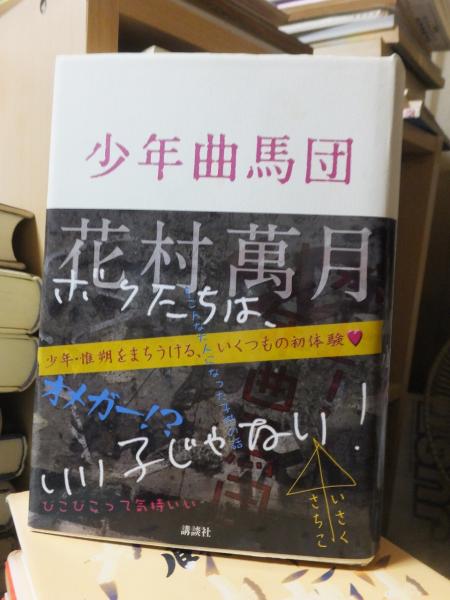 少年曲馬団
花村萬月
ボクたちは、
少年・惟朔をまちうける、いくつもの初体験♥
オメガー!?
いい子じゃない!
ひこひこって気持いい
いさく
さちこ
講談社